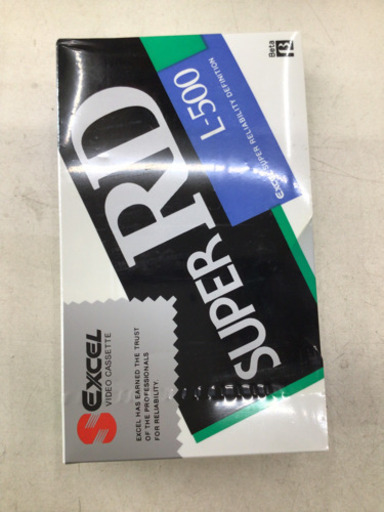 Beta
β
L-500
EXCEL SUPER RELIABILITY DEFINITION
SUPER RD
S EXCEL
VIDEO CASSETTE
EXCEL HAS EARNED THE TRUST
OF THE PROFESSIONALS
FOR RELIABILITY.